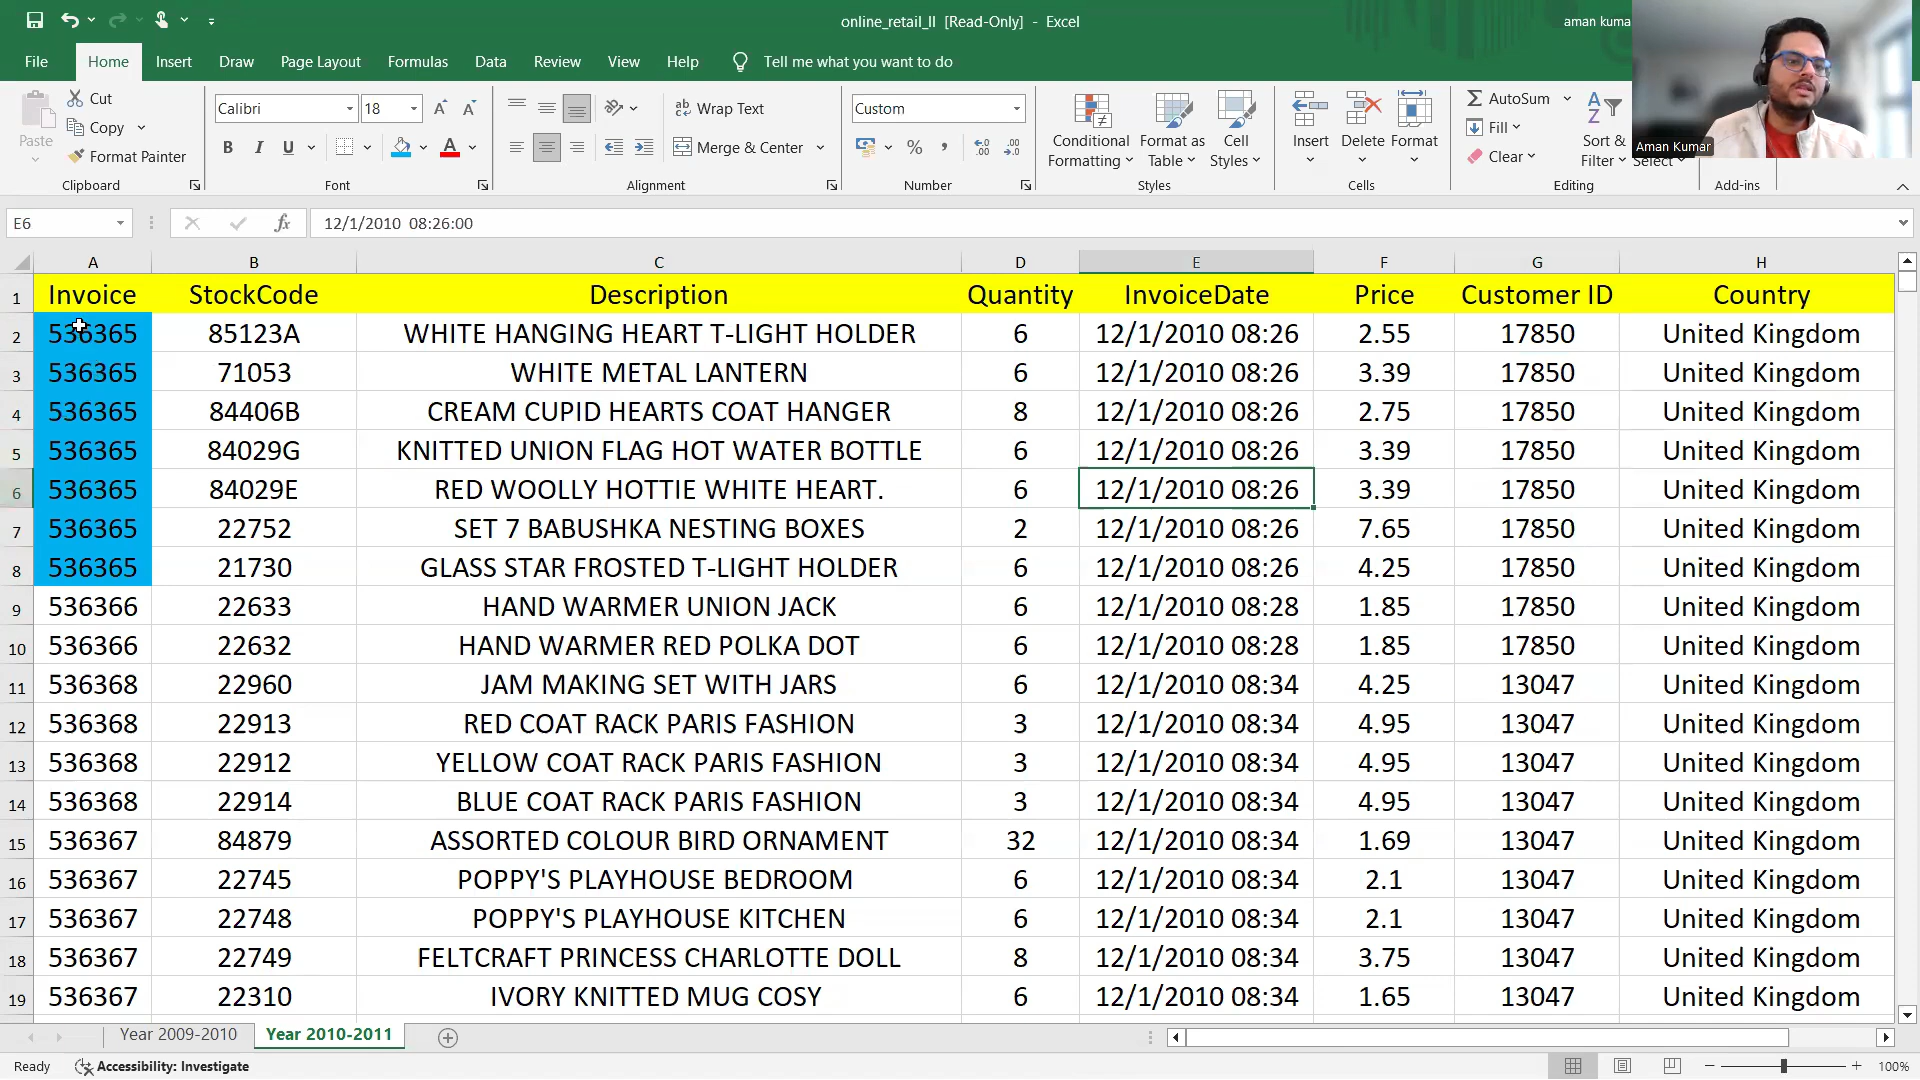 online_retail_II [Read-Only] - Excel
aman kuma
File Home Insert Draw Page Layout Formulas Data Review View Help Tell me what you want to do
Paste
Cut
Copy
Format Painter
Clipboard
Calibri 18
B I U
Font
Wrap Text
Merge & Center
Alignment
Custom
% ,
Number
Conditional Formatting
Format as Table
Cell Styles
Styles
Insert Delete Format
Cells
AutoSum
Fill
Clear
Sort & Filter
Select
Editing
Add-ins
Aman Kumar
E6 fx 12/1/2010 08:26:00
A B C D E F G H
1 Invoice StockCode Description Quantity InvoiceDate Price Customer ID Country
2 536365 85123A WHITE HANGING HEART T-LIGHT HOLDER 6 12/1/2010 08:26 2.55 17850 United Kingdom
3 536365 71053 WHITE METAL LANTERN 6 12/1/2010 08:26 3.39 17850 United Kingdom
4 536365 84406B CREAM CUPID HEARTS COAT HANGER 8 12/1/2010 08:26 2.75 17850 United Kingdom
5 536365 84029G KNITTED UNION FLAG HOT WATER BOTTLE 6 12/1/2010 08:26 3.39 17850 United Kingdom
6 536365 84029E RED WOOLLY HOTTIE WHITE HEART. 6 12/1/2010 08:26 3.39 17850 United Kingdom
7 536365 22752 SET 7 BABUSHKA NESTING BOXES 2 12/1/2010 08:26 7.65 17850 United Kingdom
8 536365 21730 GLASS STAR FROSTED T-LIGHT HOLDER 6 12/1/2010 08:26 4.25 17850 United Kingdom
9 536366 22633 HAND WARMER UNION JACK 6 12/1/2010 08:28 1.85 17850 United Kingdom
10 536366 22632 HAND WARMER RED POLKA DOT 6 12/1/2010 08:28 1.85 17850 United Kingdom
11 536368 22960 JAM MAKING SET WITH JARS 6 12/1/2010 08:34 4.25 13047 United Kingdom
12 536368 22913 RED COAT RACK PARIS FASHION 3 12/1/2010 08:34 4.95 13047 United Kingdom
13 536368 22912 YELLOW COAT RACK PARIS FASHION 3 12/1/2010 08:34 4.95 13047 United Kingdom
14 536368 22914 BLUE COAT RACK PARIS FASHION 3 12/1/2010 08:34 4.95 13047 United Kingdom
15 536367 84879 ASSORTED COLOUR BIRD ORNAMENT 32 12/1/2010 08:34 1.69 13047 United Kingdom
16 536367 22745 POPPY'S PLAYHOUSE BEDROOM 6 12/1/2010 08:34 2.1 13047 United Kingdom
17 536367 22748 POPPY'S PLAYHOUSE KITCHEN 6 12/1/2010 08:34 2.1 13047 United Kingdom
18 536367 22749 FELTCRAFT PRINCESS CHARLOTTE DOLL 8 12/1/2010 08:34 3.75 13047 United Kingdom
19 536367 22310 IVORY KNITTED MUG COSY 6 12/1/2010 08:34 1.65 13047 United Kingdom
Year 2009-2010 Year 2010-2011
Ready Accessibility: Investigate 100%